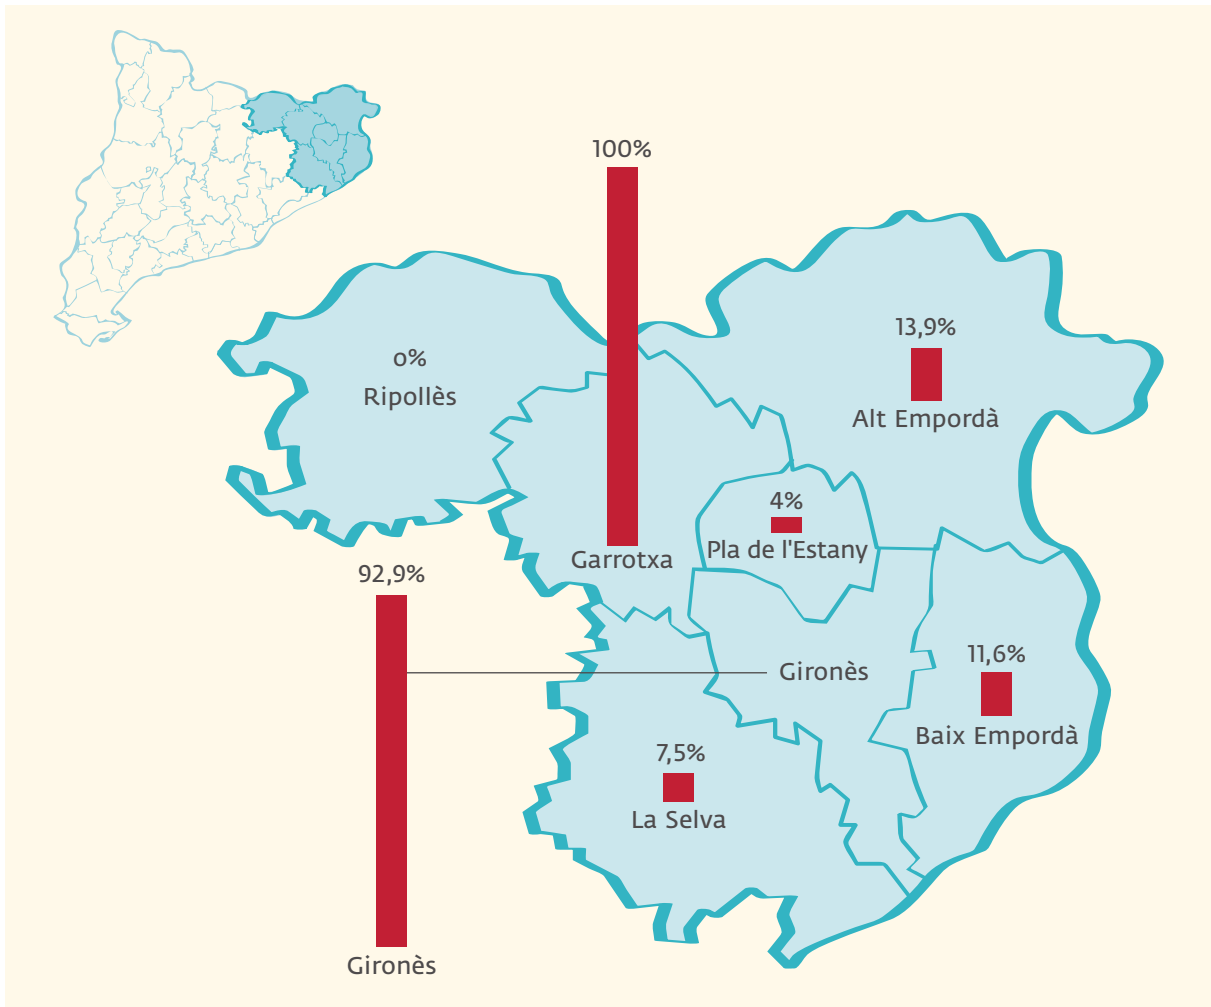 100%
13,9%
Alt Empordà
0%
Ripollès
4%
Pla de l'Estany
Garrotxa
92,9%
11,6%
Baix Empordà
Gironès
7,5%
La Selva
Gironès